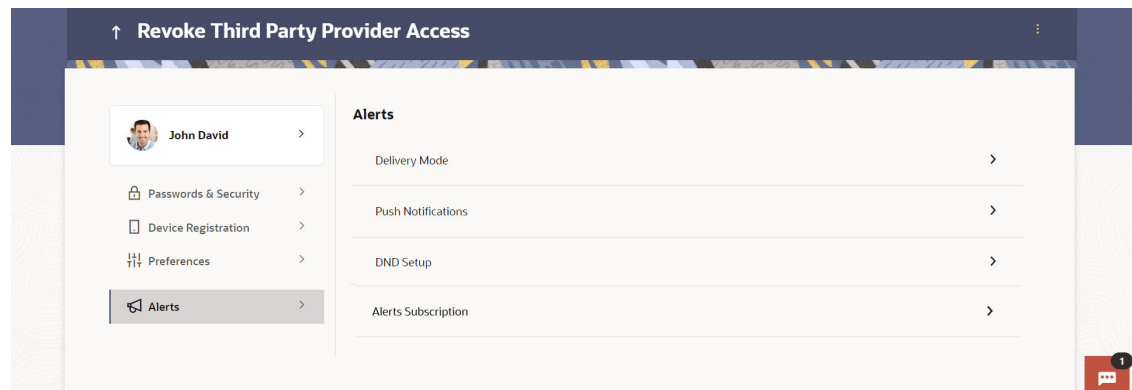 Revoke Third Party Provider Access
John David
Passwords & Security
Device Registration
Preferences
Alerts
Alerts
Delivery Mode
Push Notifications
DND Setup
Alerts Subscription
1